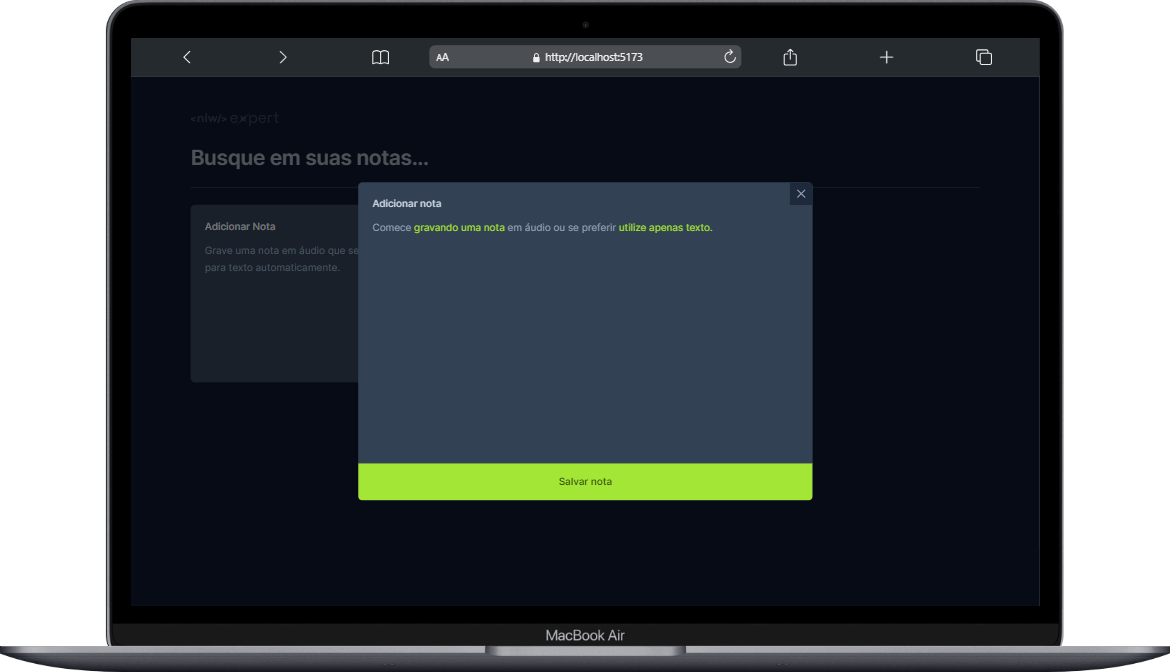 AA
http://localhost:5173
<nlw/> expert
Busque em suas notas...
Adicionar nota
Comece gravando uma nota em áudio ou se preferir utilize apenas texto.
Adicionar Nota
Grave uma nota em áudio que se
para texto automaticamente.
Salvar nota
MacBook Air